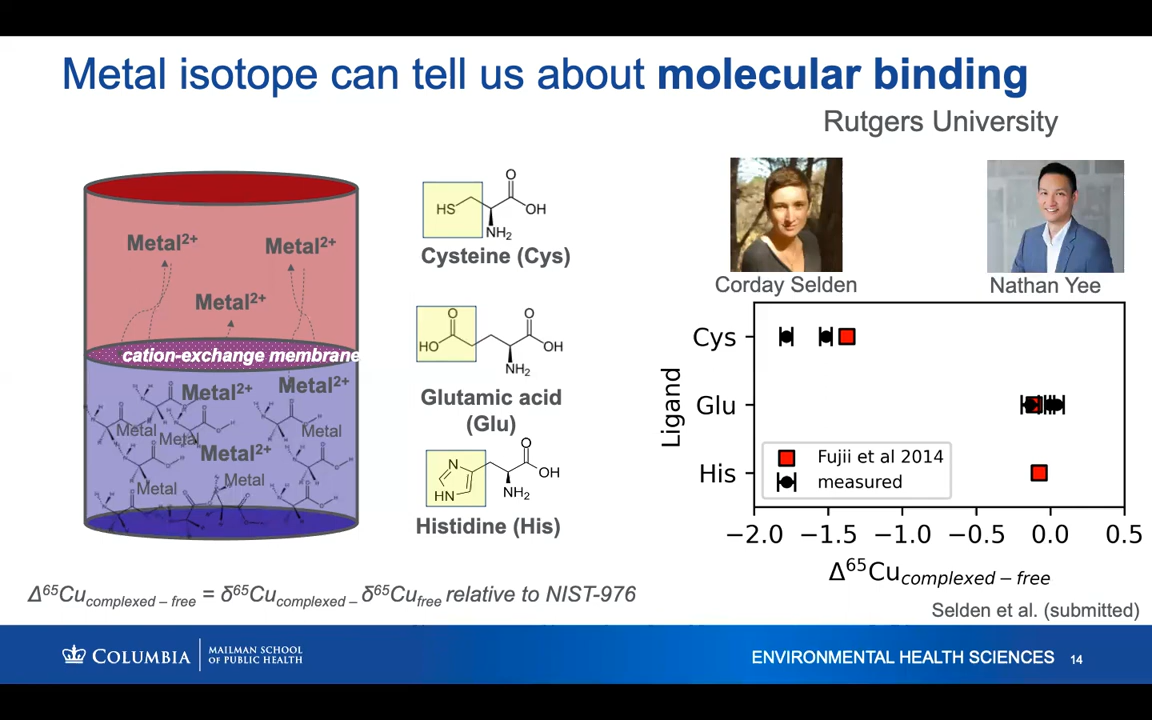 Metal isotope can tell us about molecular binding
Rutgers University
Metal2+
Metal2+
Metal2+
cation-exchange membrane
Metal2+
Metal2+
Metal
Metal
Metal
Metal2+
Metal
Metal
HS
O
OH
NH2
Cysteine (Cys)
O
HO
O
OH
NH2
Glutamic acid
(Glu)
N
HN
O
OH
NH2
Histidine (His)
Corday Selden
Nathan Yee
Ligand
Cys
Glu
His
Fujii et al 2014
measured
−2.0 −1.5 −1.0 −0.5 0.0 0.5
Δ65Cucomplexed – free
Δ65Cucomplexed – free = δ65Cucomplexed – δ65Cufree relative to NIST-976
Selden et al. (submitted)
COLUMBIA
MAILMAN SCHOOL
OF PUBLIC HEALTH
ENVIRONMENTAL HEALTH SCIENCES 14